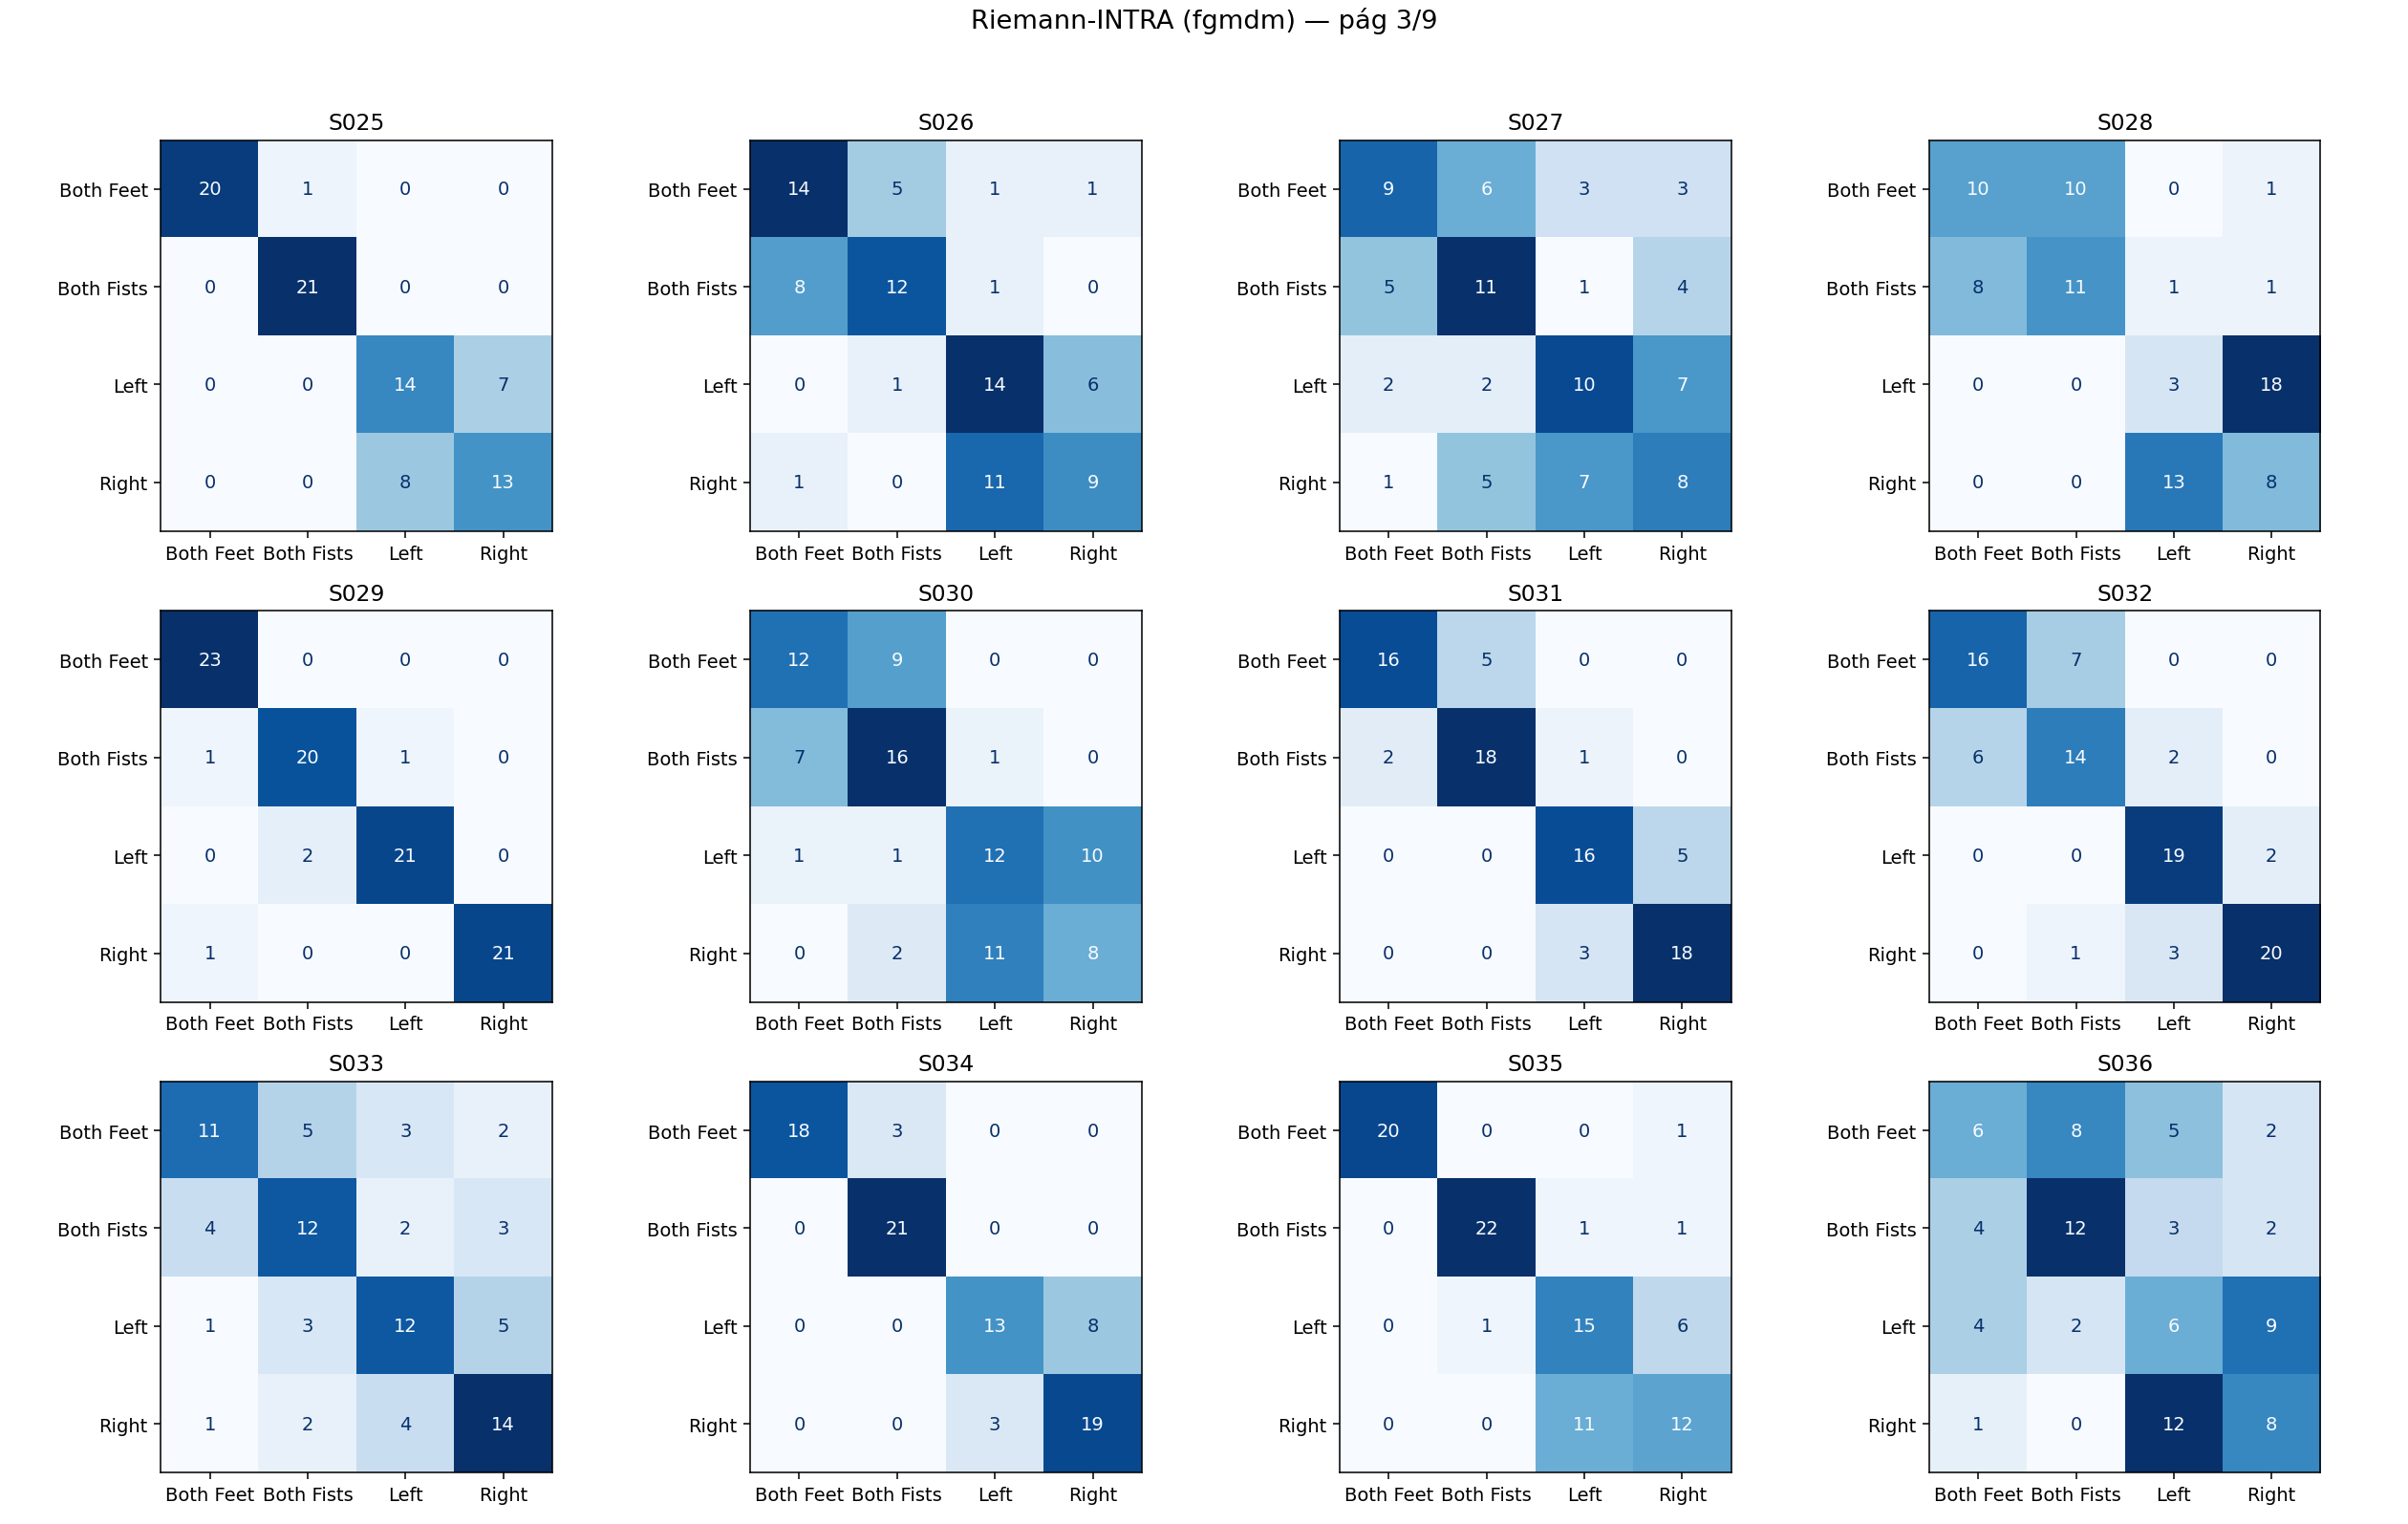 Riemann-INTRA (fgmdm) — pág 3/9
S025 S026 S027 S028
Both Feet 20 1 0 0 Both Feet 14 5 1 1 Both Feet 9 6 3 3 Both Feet 10 10 0 1
Both Fists 0 21 0 0 Both Fists 8 12 1 0 Both Fists 5 11 1 4 Both Fists 8 11 1 1
Left 0 0 14 7 Left 0 1 14 6 Left 2 2 10 7 Left 0 0 3 18
Right 0 0 8 13 Right 1 0 11 9 Right 1 5 7 8 Right 0 0 13 8
Both Feet Both Fists Left Right Both Feet Both Fists Left Right Both Feet Both Fists Left Right Both Feet Both Fists Left Right
S029 S030 S031 S032
Both Feet 23 0 0 0 Both Feet 12 9 0 0 Both Feet 16 5 0 0 Both Feet 16 7 0 0
Both Fists 1 20 1 0 Both Fists 7 16 1 0 Both Fists 2 18 1 0 Both Fists 6 14 2 0
Left 0 2 21 0 Left 1 1 12 10 Left 0 0 16 5 Left 0 0 19 2
Right 1 0 0 21 Right 0 2 11 8 Right 0 0 3 18 Right 0 1 3 20
Both Feet Both Fists Left Right Both Feet Both Fists Left Right Both Feet Both Fists Left Right Both Feet Both Fists Left Right
S033 S034 S035 S036
Both Feet 11 5 3 2 Both Feet 18 3 0 0 Both Feet 20 0 0 1 Both Feet 6 8 5 2
Both Fists 4 12 2 3 Both Fists 0 21 0 0 Both Fists 0 22 1 1 Both Fists 4 12 3 2
Left 1 3 12 5 Left 0 0 13 8 Left 0 1 15 6 Left 4 2 6 9
Right 1 2 4 14 Right 0 0 3 19 Right 0 0 11 12 Right 1 0 12 8
Both Feet Both Fists Left Right Both Feet Both Fists Left Right Both Feet Both Fists Left Right Both Feet Both Fists Left Right